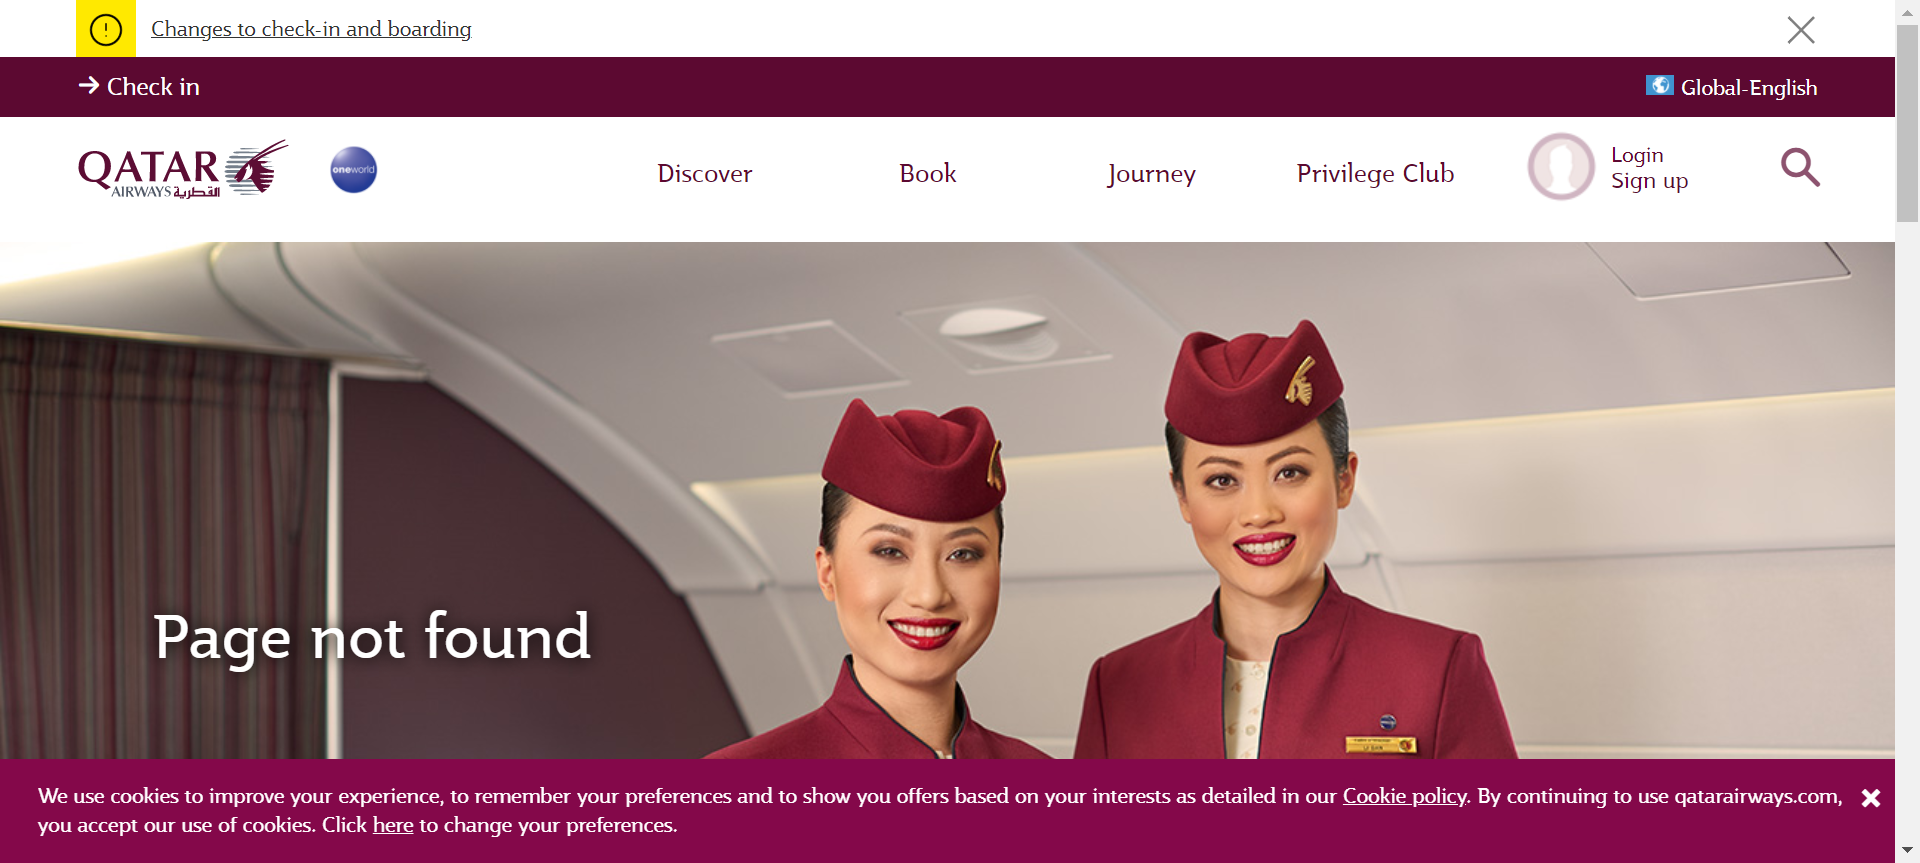 Changes to check-in and boarding
Check in
Global-English
QATAR
AIRWAYS القطرية
oneworld
Discover
Book
Journey
Privilege Club
Login
Sign up
Page not found
We use cookies to improve your experience, to remember your preferences and to show you offers based on your interests as detailed in our Cookie policy. By continuing to use qatarairways.com,
you accept our use of cookies. Click here to change your preferences.